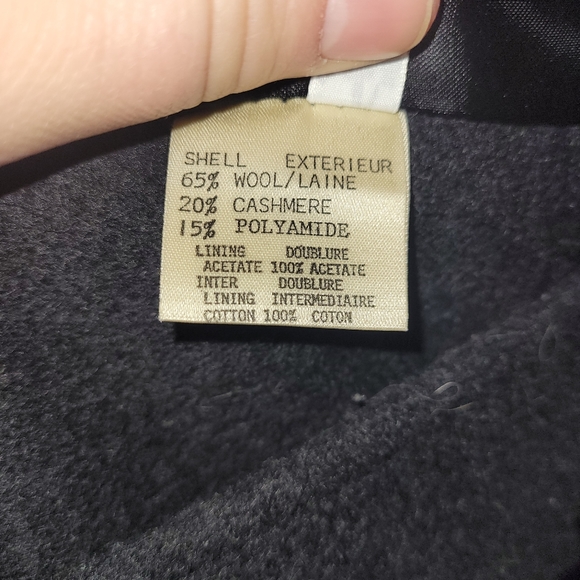 SHELL EXTERIEUR
65% WOOL/LAINE
20% CASHMERE
15% POLYAMIDE
LINING DOUBLURE
ACETATE 100% ACETATE
INTER DOUBLURE
LINING INTERMEDIAIRE
COTTON 100% COTON